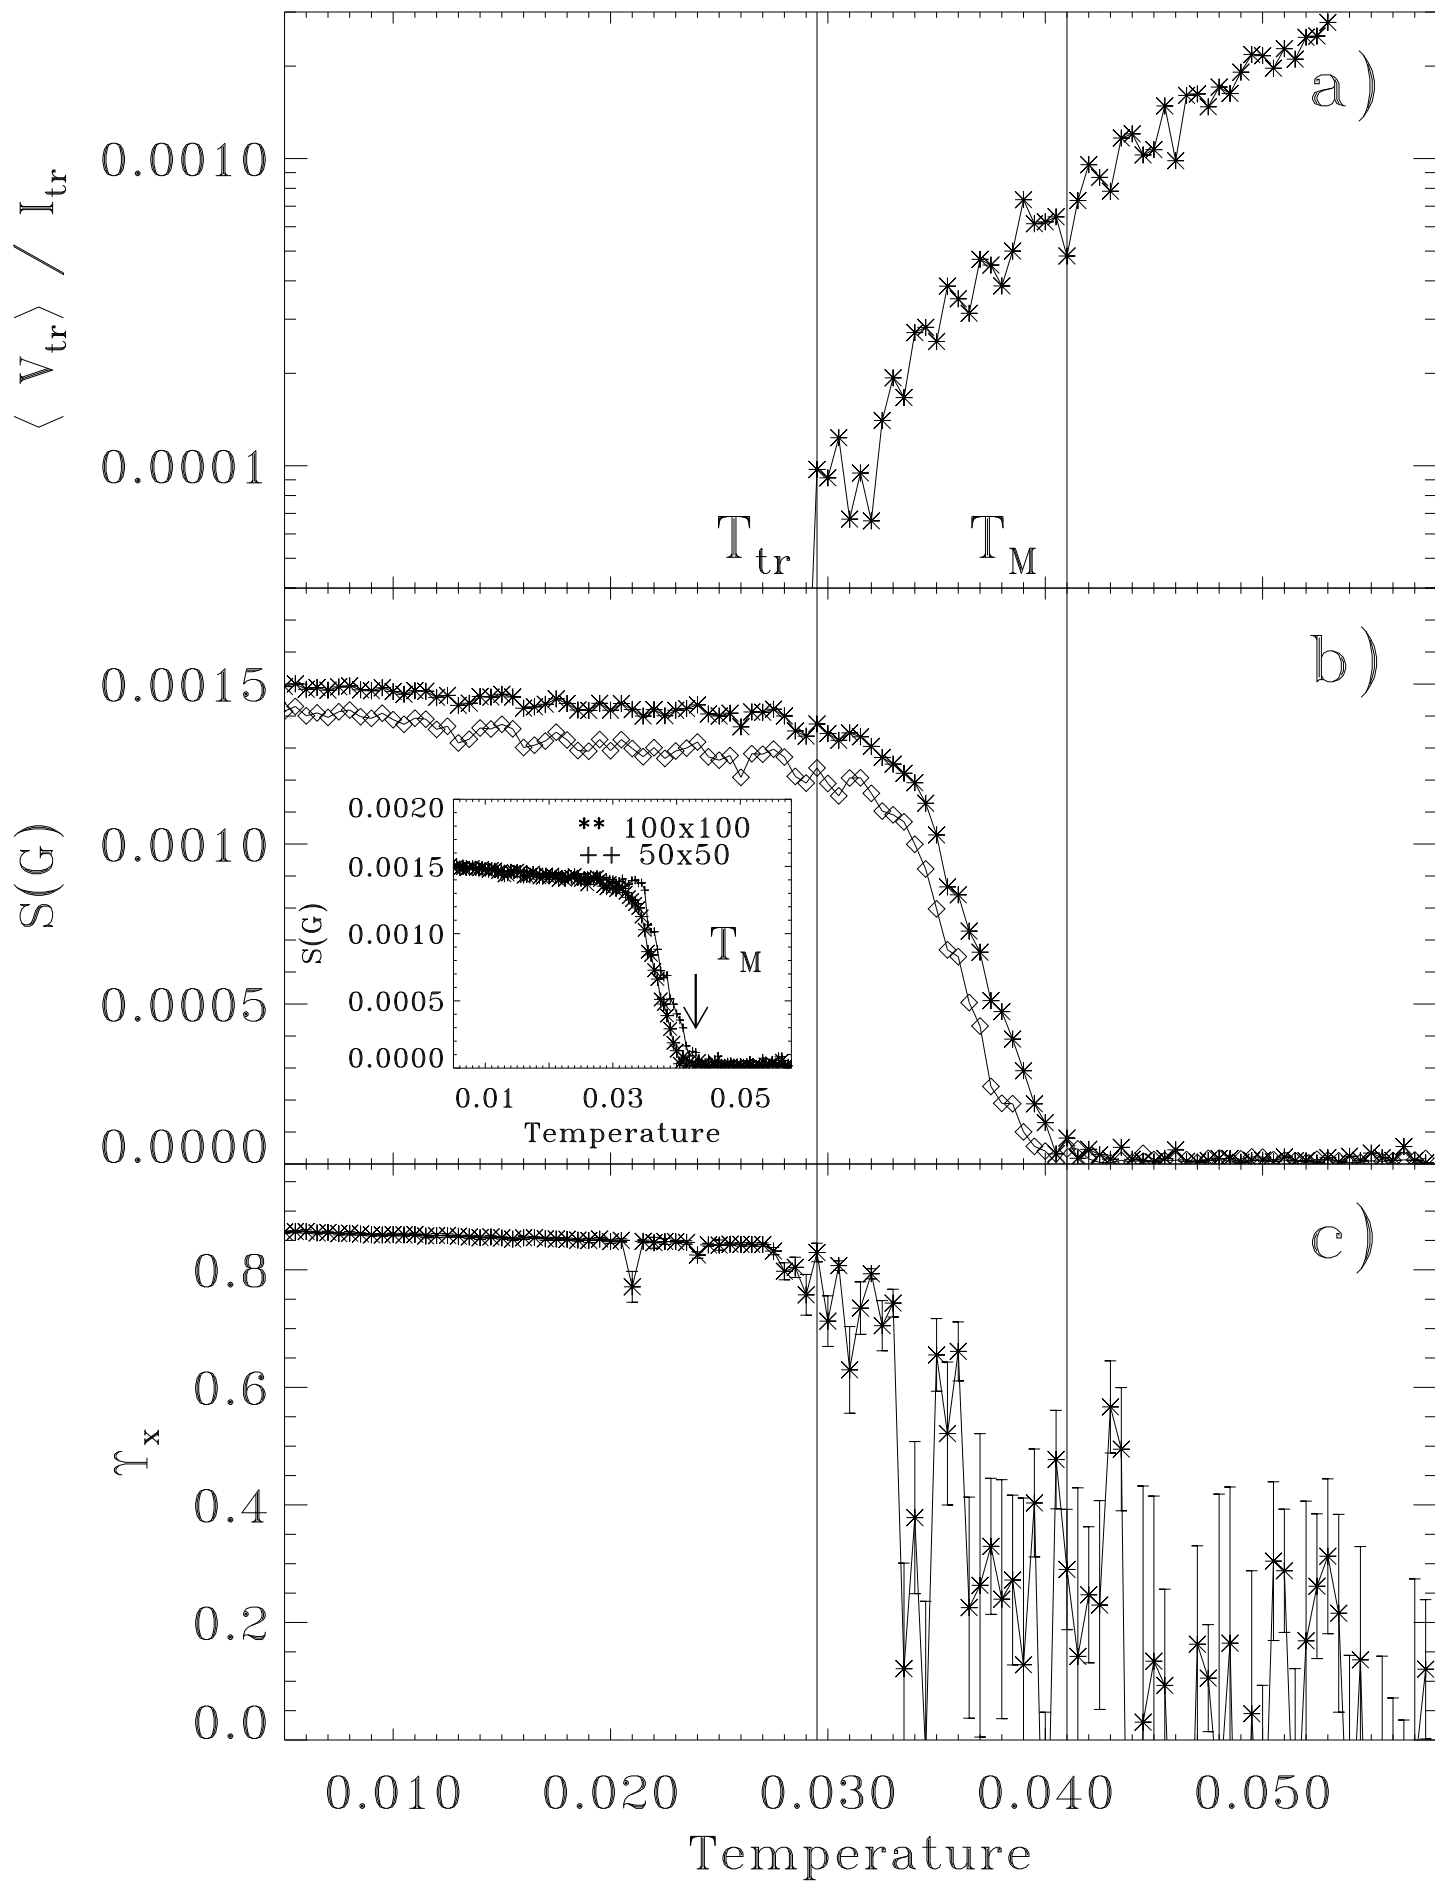 a)
0.0010
0.0001
⟨ V_tr ⟩ / I_tr
T_tr
T_M
b)
0.0015
0.0010
0.0005
0.0000
S(G)
0.0020
0.0015
0.0010
0.0005
0.0000
S(G)
** 100x100
++ 50x50
T_M
0.01 0.03 0.05
Temperature
c)
0.8
0.6
0.4
0.2
0.0
ϒ_x
0.010 0.020 0.030 0.040 0.050
Temperature